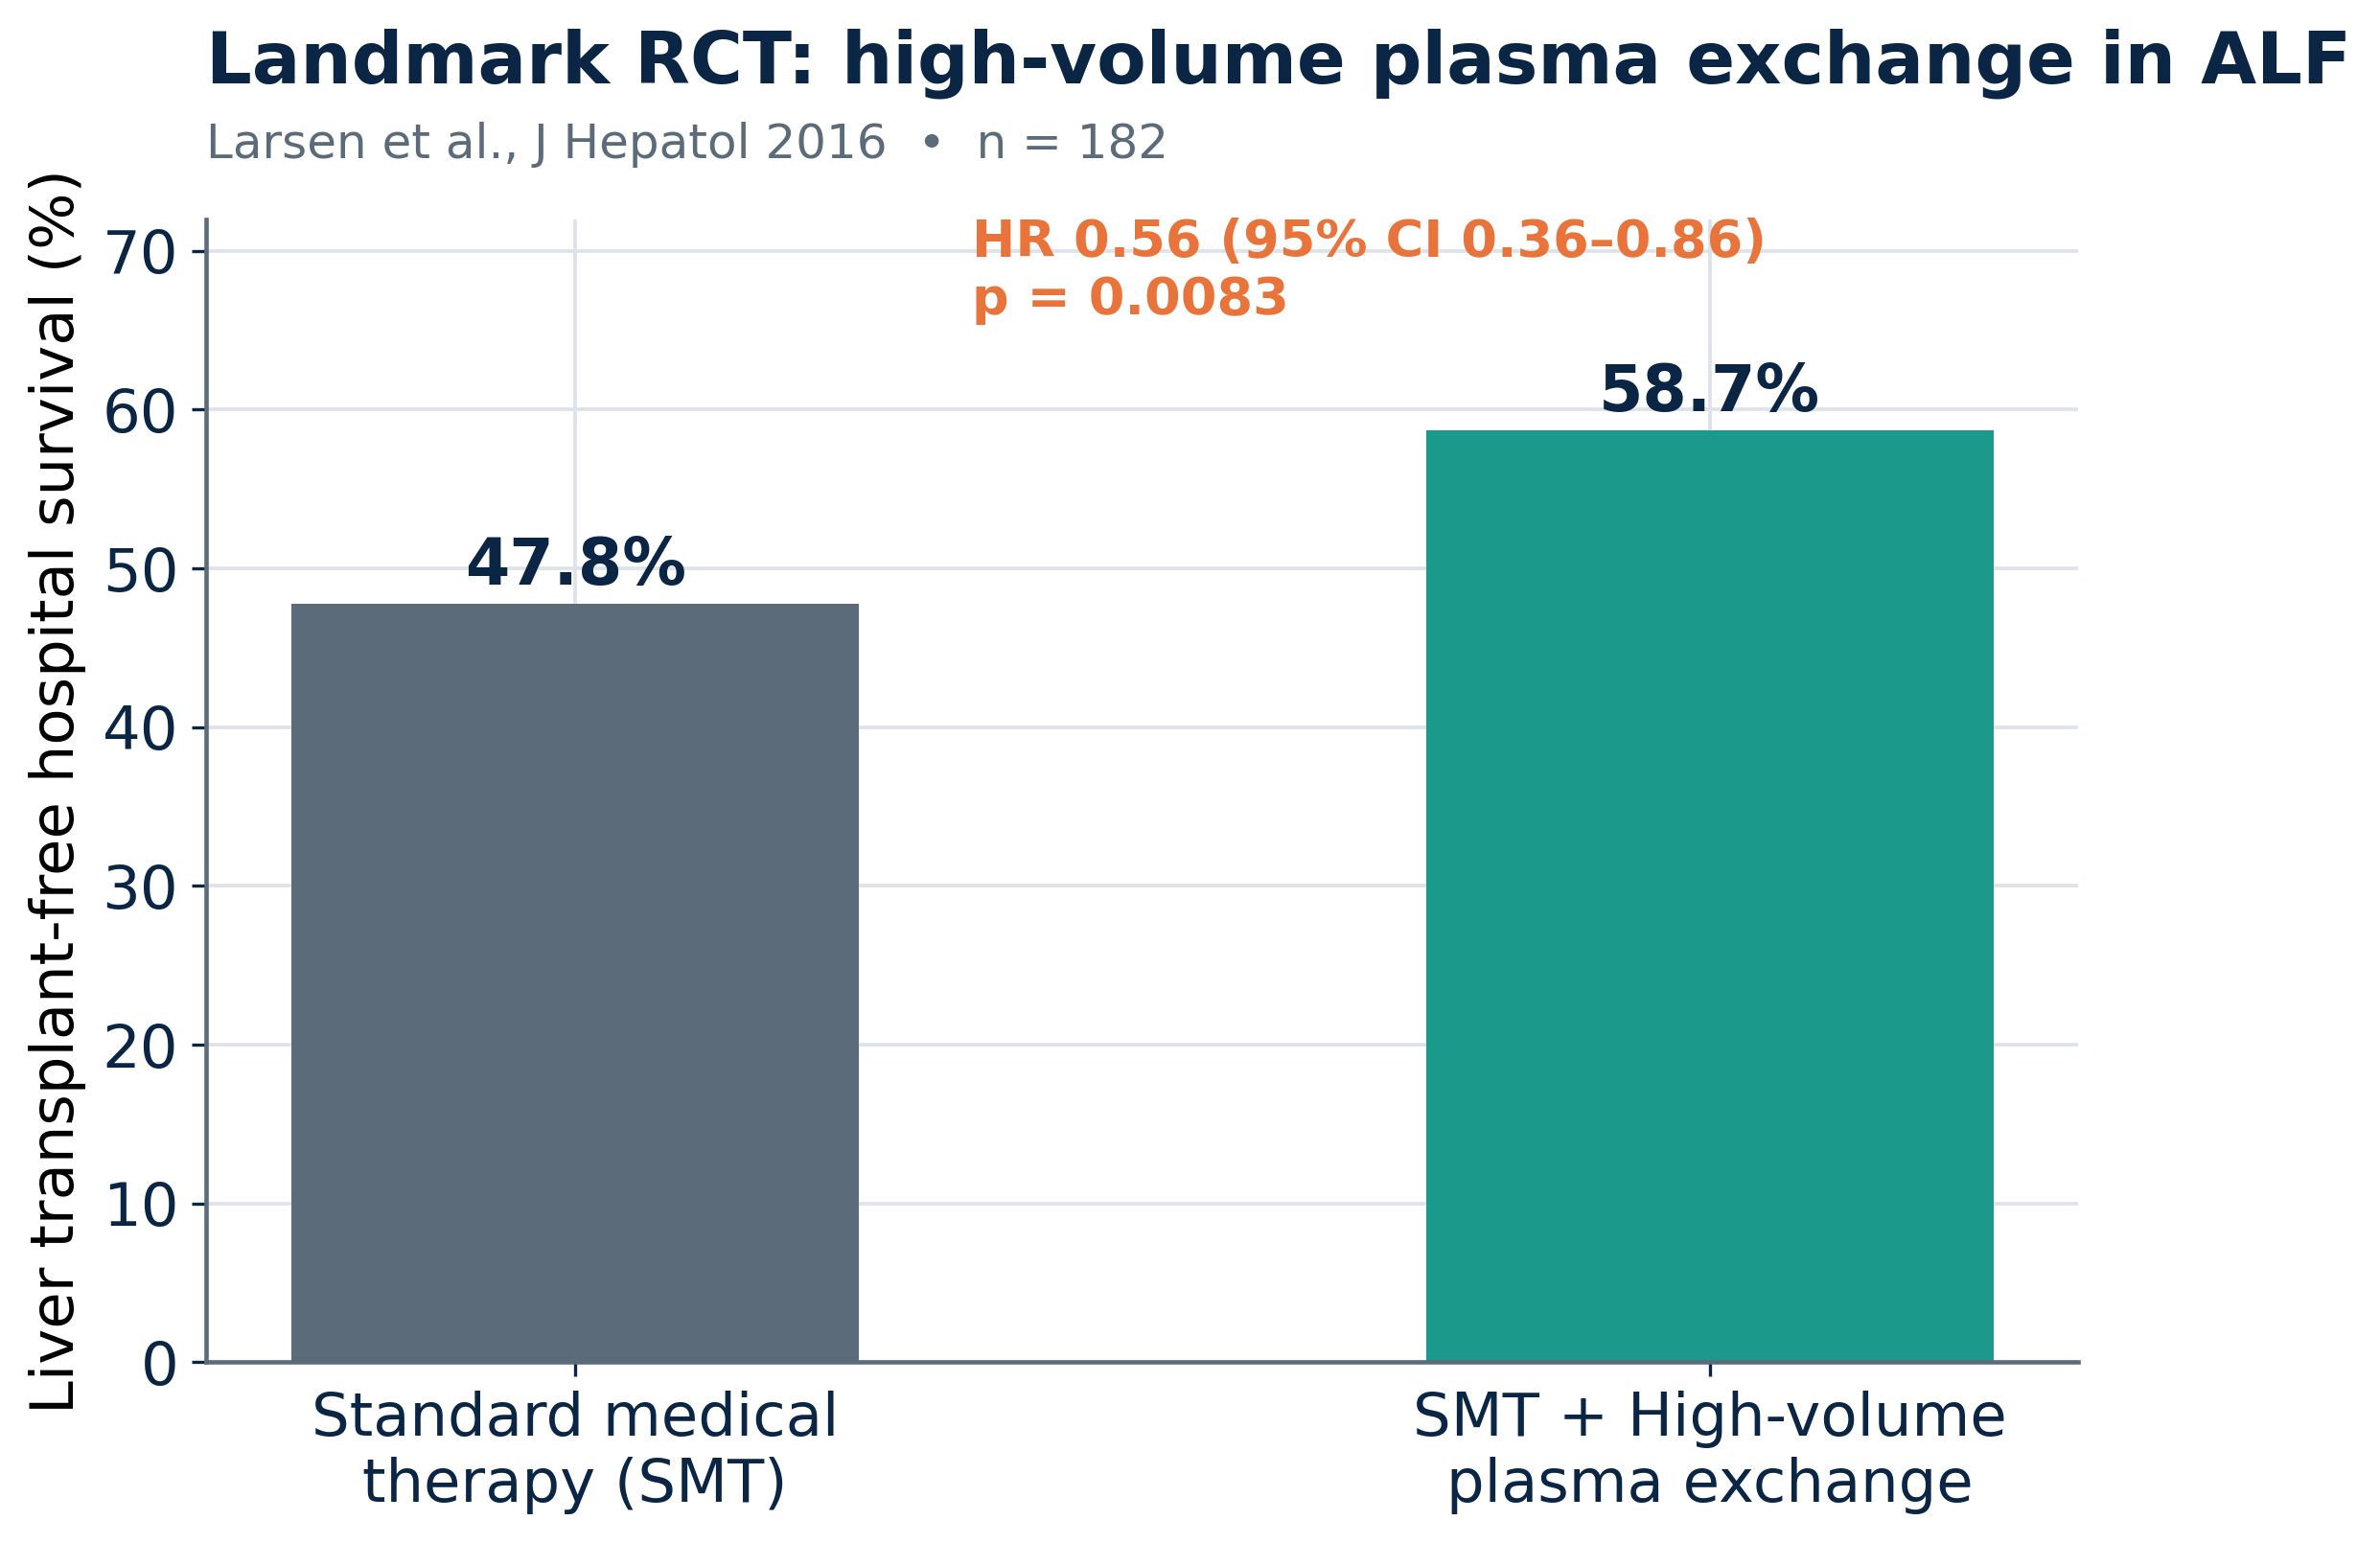 Landmark RCT: high-volume plasma exchange in ALF
Larsen et al., J Hepatol 2016 • n = 182
Liver transplant-free hospital survival (%)
70
60
50
40
30
20
10
0
HR 0.56 (95% CI 0.36–0.86)
p = 0.0083
47.8%
58.7%
Standard medical
therapy (SMT)
SMT + High-volume
plasma exchange